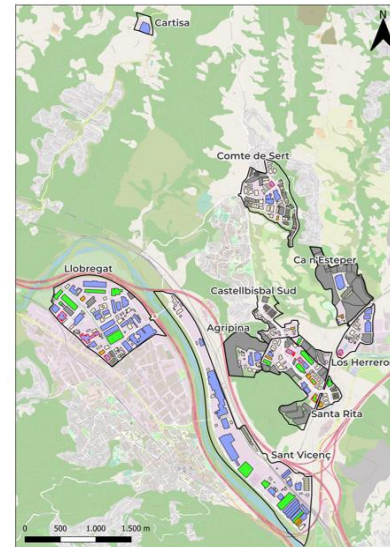 N
Cartisa
Comte de Sert
Ca n'Esteper
Llobregat
Castellbisbal Sud
Agripina
Los Herrero
Santa Rita
Sant Vicenç
0 500 1.000 1.500 m